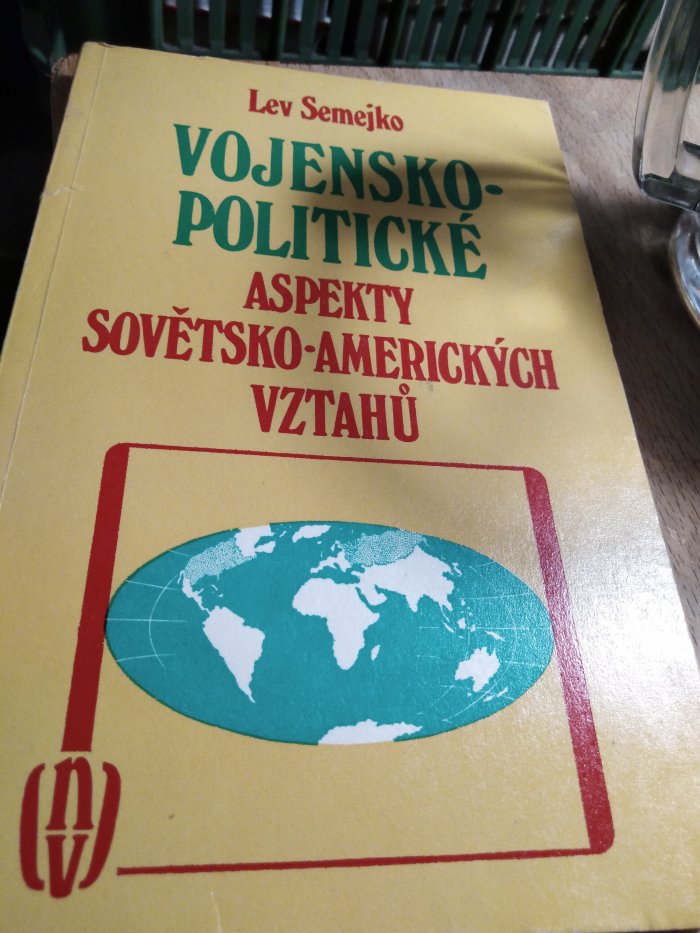 Lev Semejko
VOJENSKO-
POLITICKÉ
ASPEKTY
SOVĚTSKO-AMERICKÝCH
VZTAHŮ
n
v